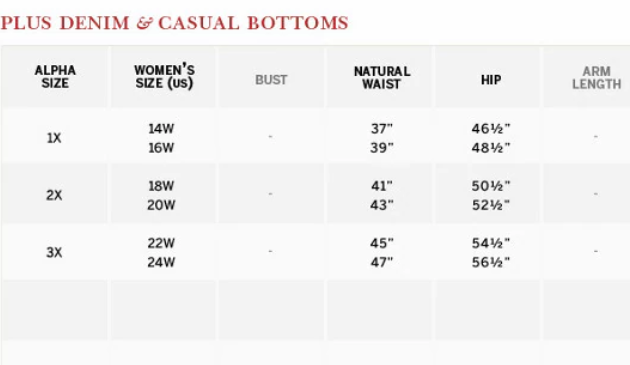 PLUS DENIM & CASUAL BOTTOMS
ALPHA SIZE WOMEN'S SIZE (US) BUST NATURAL WAIST HIP ARM LENGTH
1X 14W 16W - 37" 39" 46½" 48½" -
2X 18W 20W - 41" 43" 50½" 52½" -
3X 22W 24W - 45" 47" 54½" 56½" -